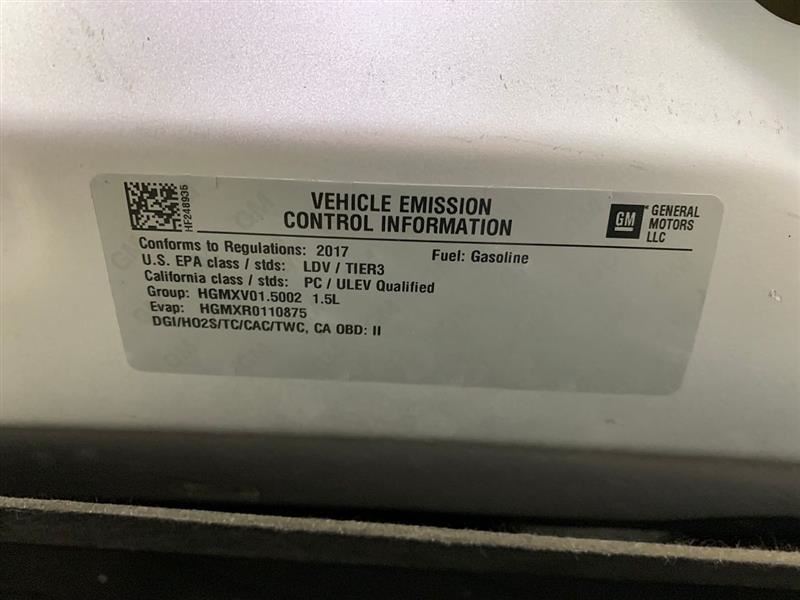 VEHICLE EMISSION
CONTROL INFORMATION
GM
GENERAL
MOTORS
LLC
HF248935
Conforms to Regulations: 2017
Fuel: Gasoline
U.S. EPA class / stds: LDV / TIER3
California class / stds: PC / ULEV Qualified
Group: HGMXV01.5002 1.5L
Evap: HGMXR0110875
DGI/HO2S/TC/CAC/TWC, CA OBD: II